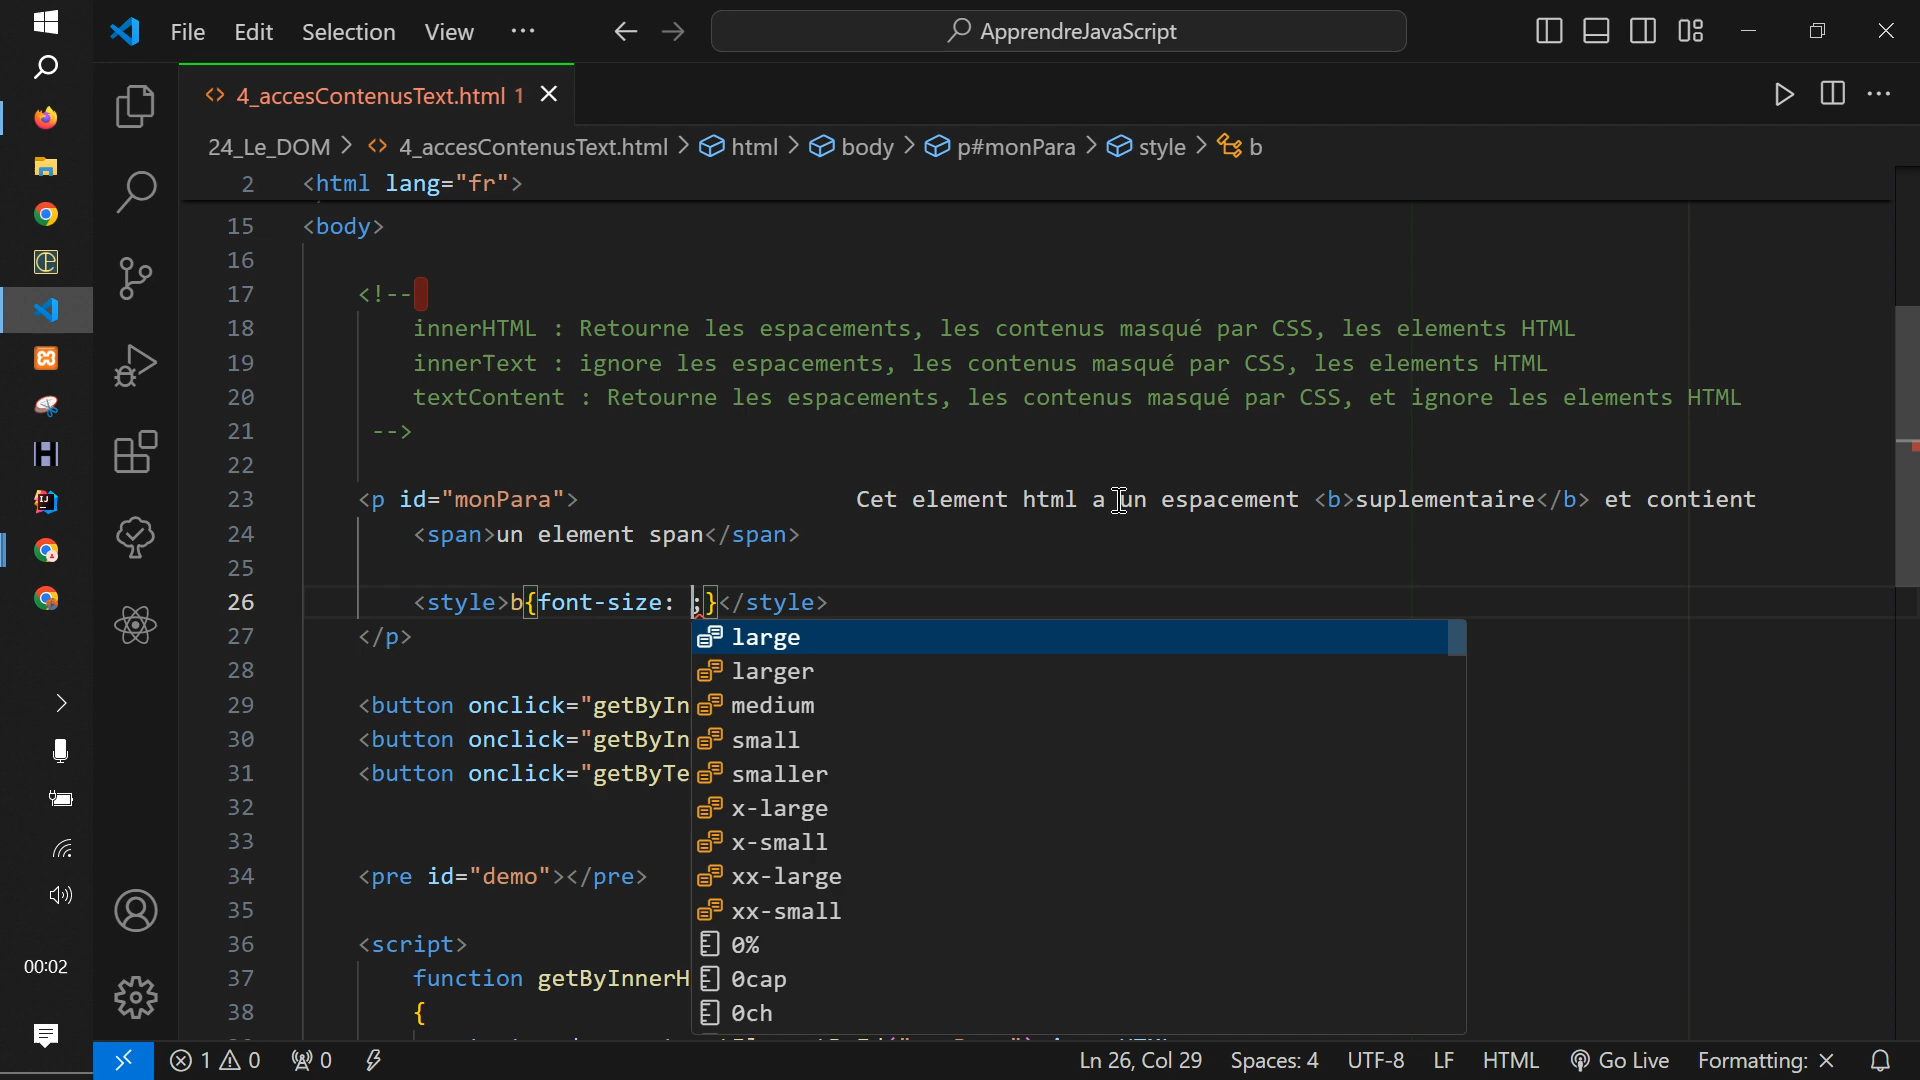 File Edit Selection View ··· ApprendreJavaScript
4_accesContenusText.html 1
24_Le_DOM > 4_accesContenusText.html > html > body > p#monPara > style > b
2 <html lang="fr">
15 <body>
16
17 <!--
18 innerHTML : Retourne les espacements, les contenus masqué par CSS, les elements HTML
19 innerText : ignore les espacements, les contenus masqué par CSS, les elements HTML
20 textContent : Retourne les espacements, les contenus masqué par CSS, et ignore les elements HTML
21 -->
22
23 <p id="monPara"> Cet element html a un espacement <b>suplementaire</b> et contient
24 <span>un element span</span>
25
26 <style>b{font-size: ;}</style>
27 </p>
large
28
larger
29 <button onclick="getByIn
medium
30 <button onclick="getByIn
small
31 <button onclick="getByTe
smaller
32
x-large
33
x-small
34 <pre id="demo"></pre>
xx-large
35
xx-small
36 <script>
0%
37 function getByInnerH
0cap
38 {
0ch
00:02
1 0 0 Ln 26, Col 29 Spaces: 4 UTF-8 LF HTML Go Live Formatting: ×